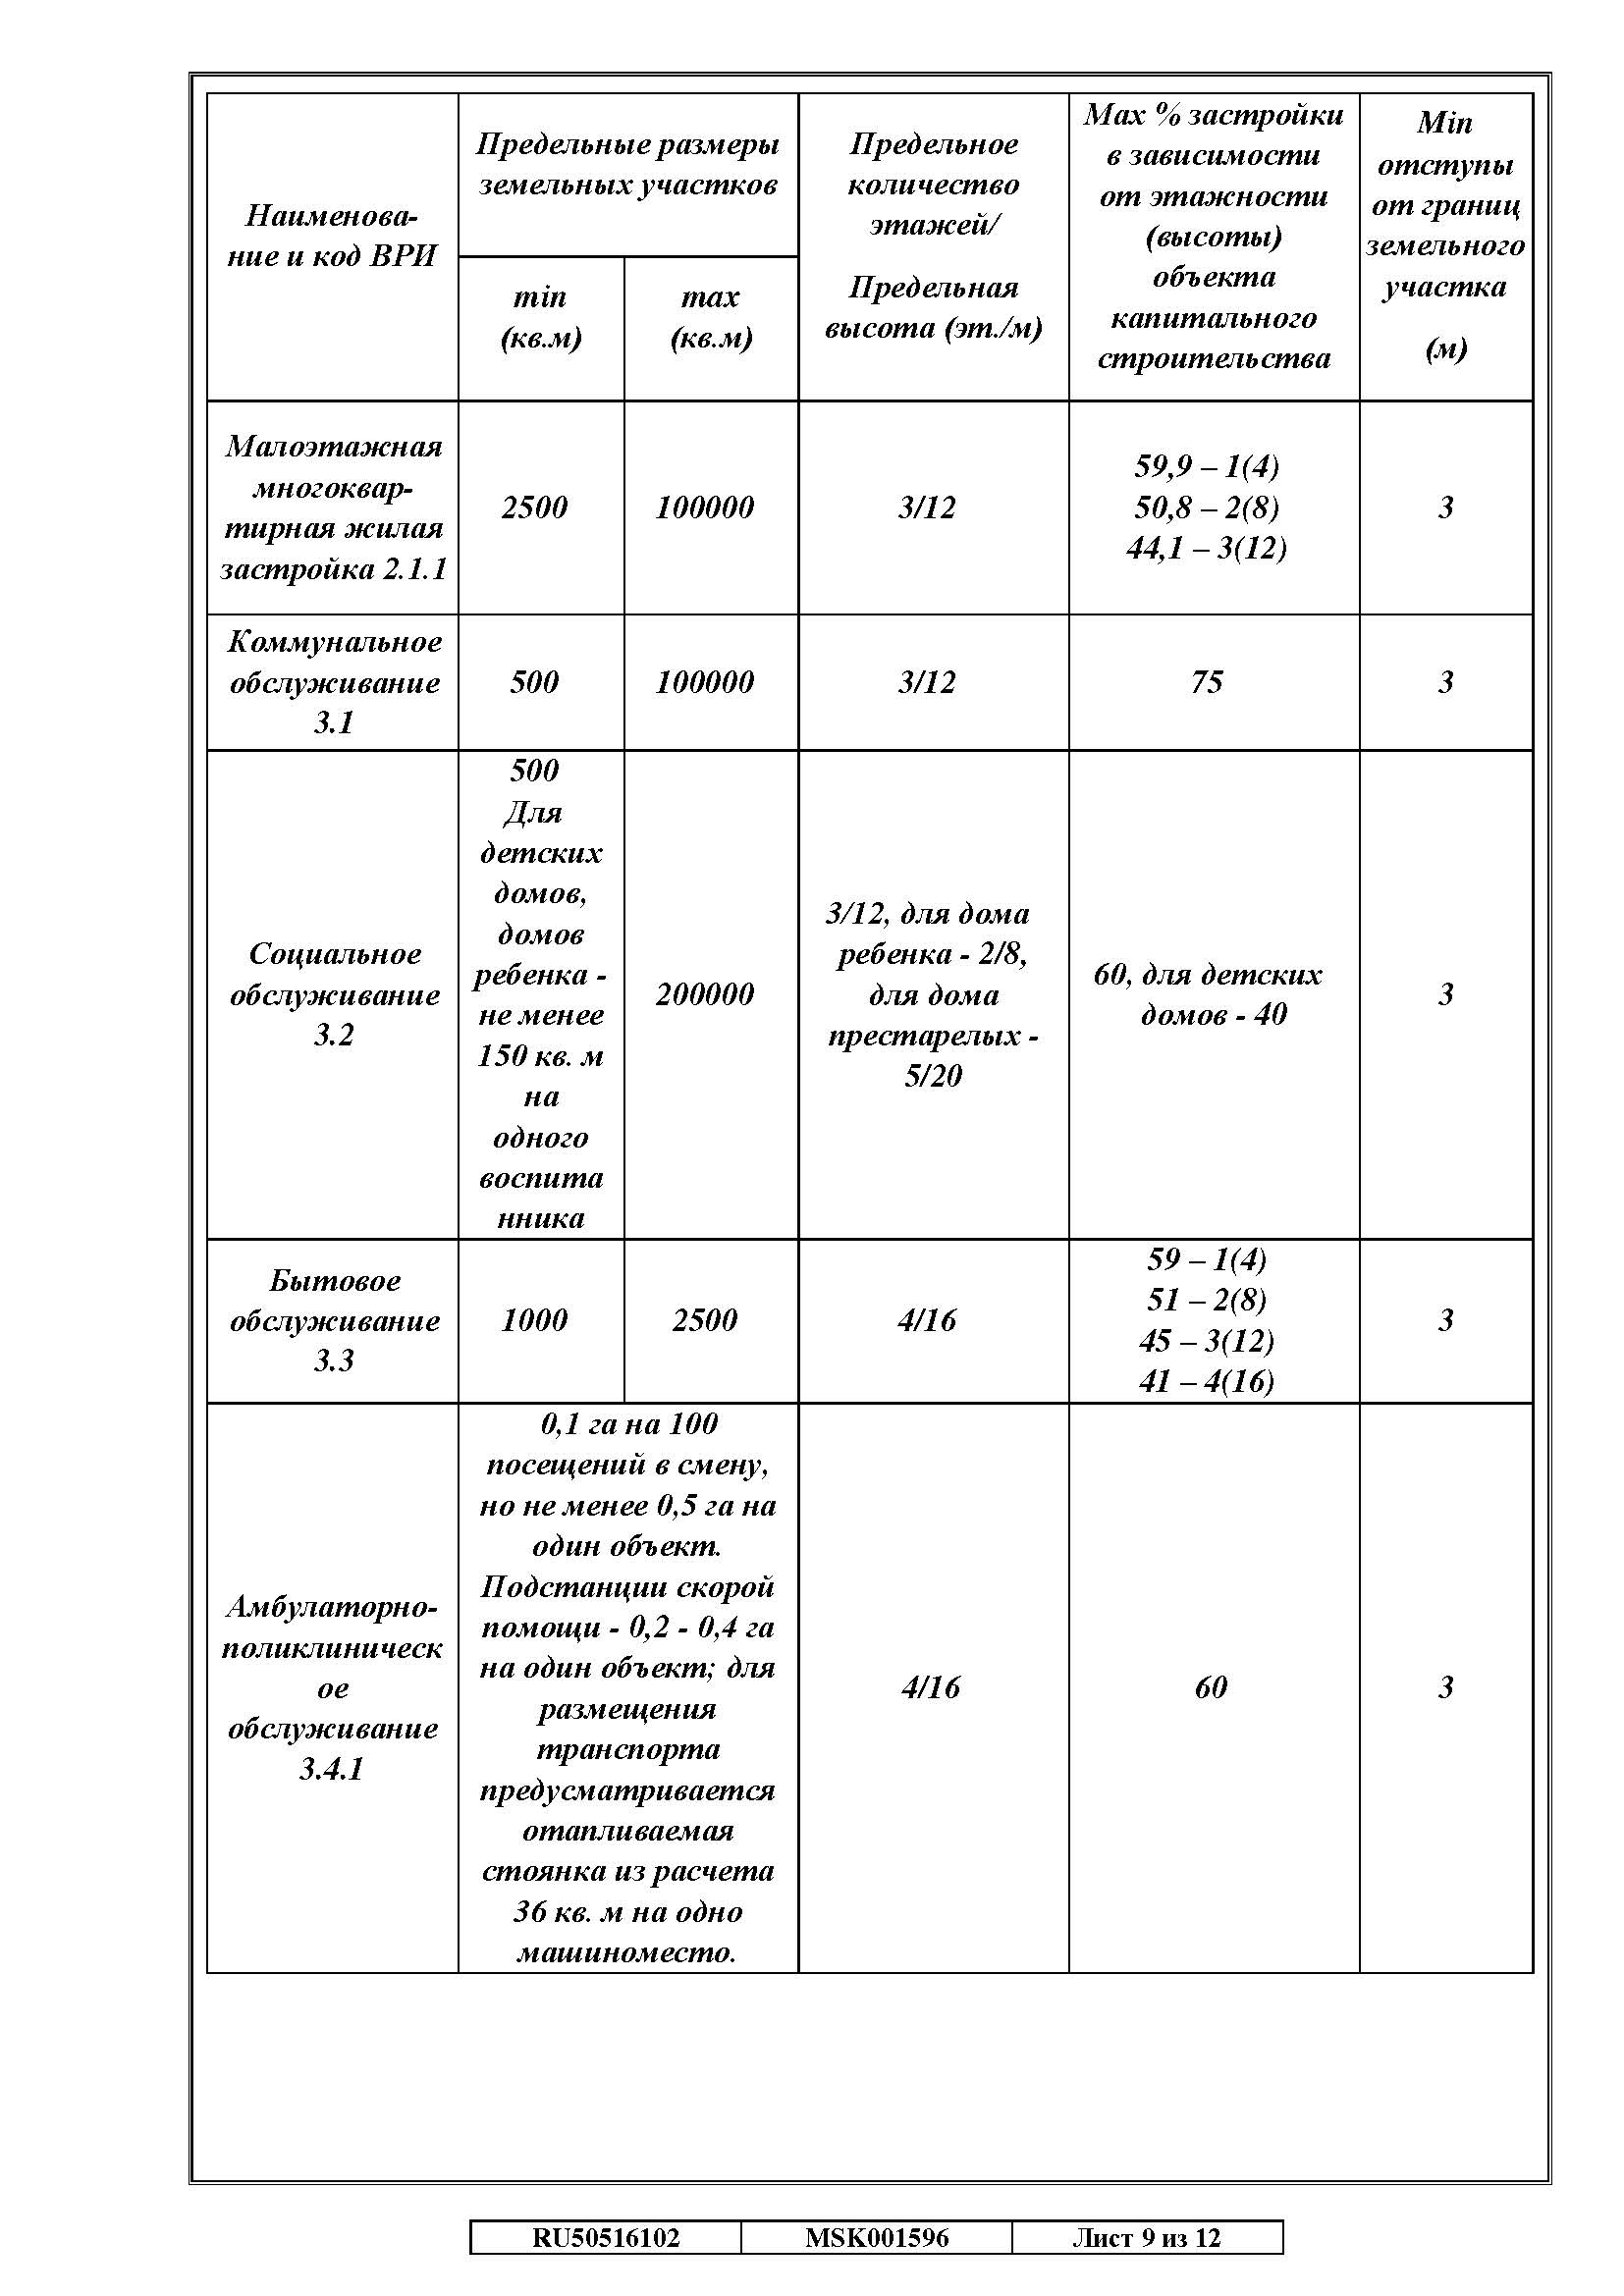 Наименова-
ние и код ВРИ
Предельные размеры
земельных участков
min
(кв.м)
max
(кв.м)
Предельное
количество
этажей/
Предельная
высота (эт./м)
Max % застройки
в зависимости
от этажности
(высоты)
объекта
капитального
строительства
Min
отступы
от границ
земельного
участка
(м)
Малоэтажная
многоквар-
тирная жилая
застройка 2.1.1
2500
100000
3/12
59,9 – 1(4)
50,8 – 2(8)
44,1 – 3(12)
3
Коммунальное
обслуживание
3.1
500
100000
3/12
75
3
Социальное
обслуживание
3.2
500
Для
детских
домов,
домов
ребенка -
не менее
150 кв. м
на
одного
воспита
нника
200000
3/12, для дома
ребенка - 2/8,
для дома
престарелых -
5/20
60, для детских
домов - 40
3
Бытовое
обслуживание
3.3
1000
2500
4/16
59 – 1(4)
51 – 2(8)
45 – 3(12)
41 – 4(16)
3
Амбулаторно-
поликлиническ
ое
обслуживание
3.4.1
0,1 га на 100
посещений в смену,
но не менее 0,5 га на
один объект.
Подстанции скорой
помощи - 0,2 - 0,4 га
на один объект; для
размещения
транспорта
предусматривается
отапливаемая
стоянка из расчета
36 кв. м на одно
машиноместо.
4/16
60
3
RU50516102
MSK001596
Лист 9 из 12